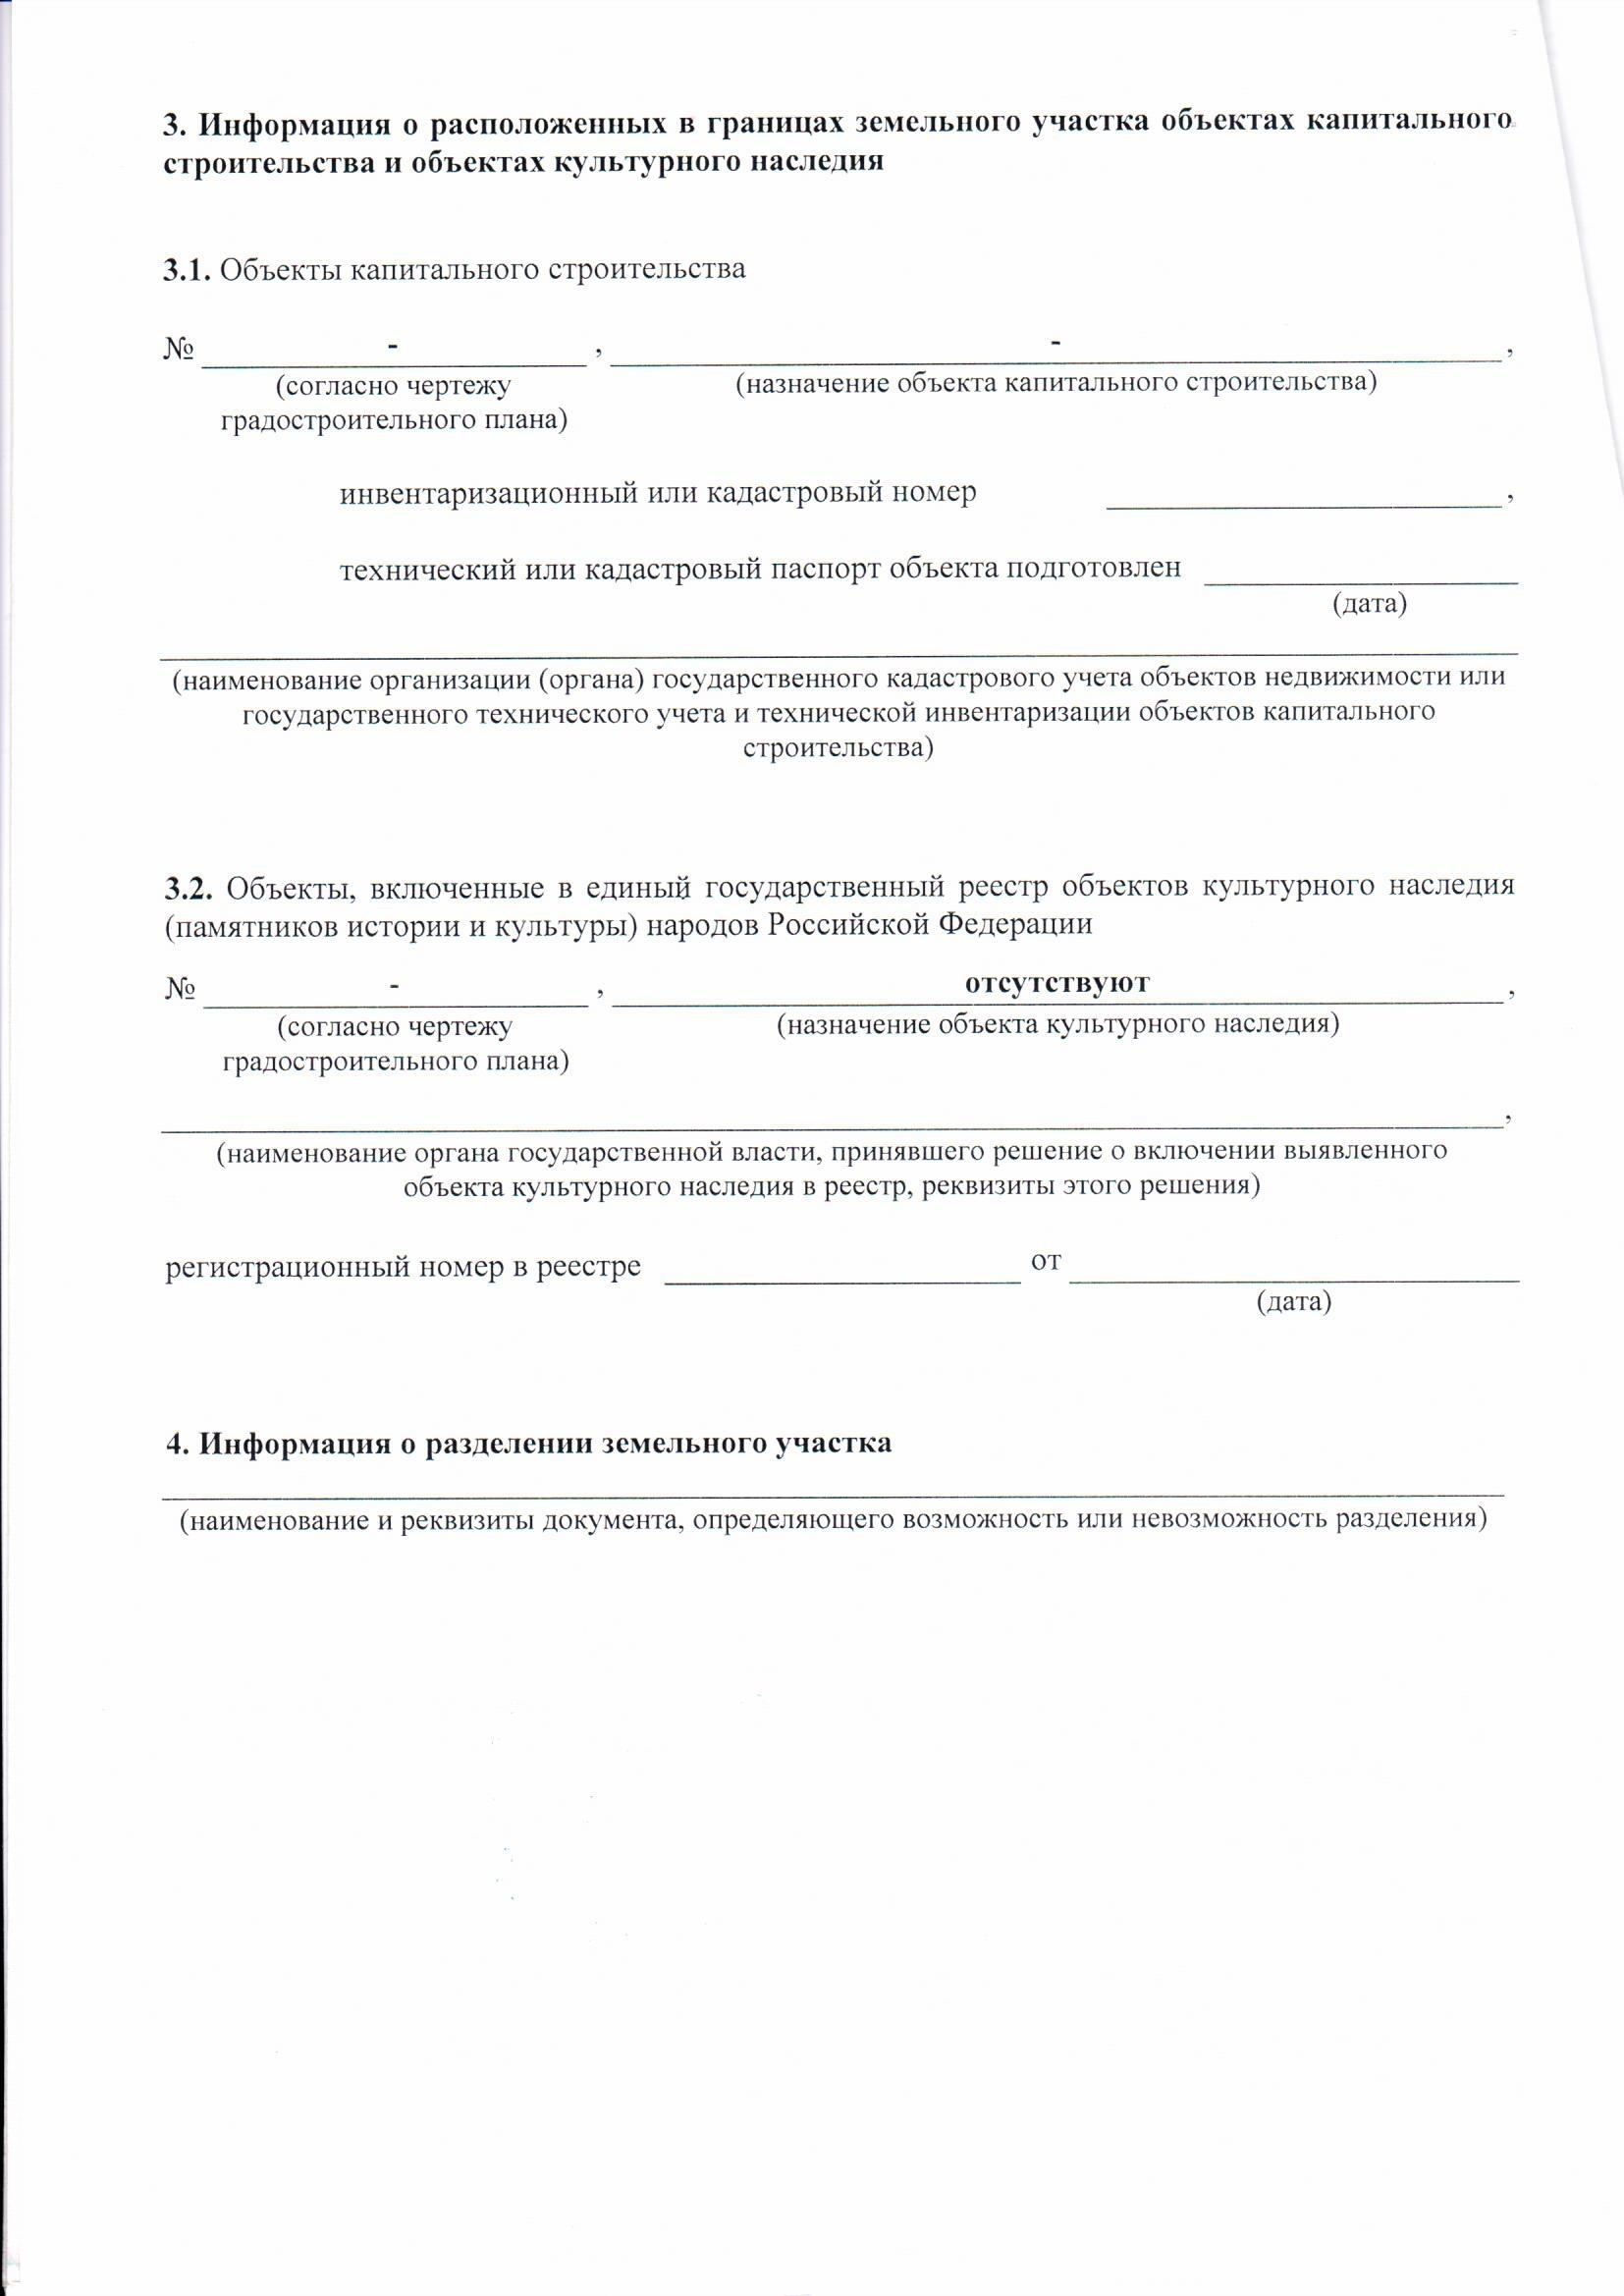 3. Информация о расположенных в границах земельного участка объектах капитального
строительства и объектах культурного наследия
3.1. Объекты капитального строительства
№ - , - ,
(согласно чертежу (назначение объекта капитального строительства)
градостроительного плана)
инвентаризационный или кадастровый номер ,
технический или кадастровый паспорт объекта подготовлен
(дата)
(наименование организации (органа) государственного кадастрового учета объектов недвижимости или
государственного технического учета и технической инвентаризации объектов капитального
строительства)
3.2. Объекты, включенные в единый государственный реестр объектов культурного наследия
(памятников истории и культуры) народов Российской Федерации
№ - , отсутствуют ,
(согласно чертежу (назначение объекта культурного наследия)
градостроительного плана)
,
(наименование органа государственной власти, принявшего решение о включении выявленного
объекта культурного наследия в реестр, реквизиты этого решения)
регистрационный номер в реестре от
(дата)
4. Информация о разделении земельного участка
(наименование и реквизиты документа, определяющего возможность или невозможность разделения)